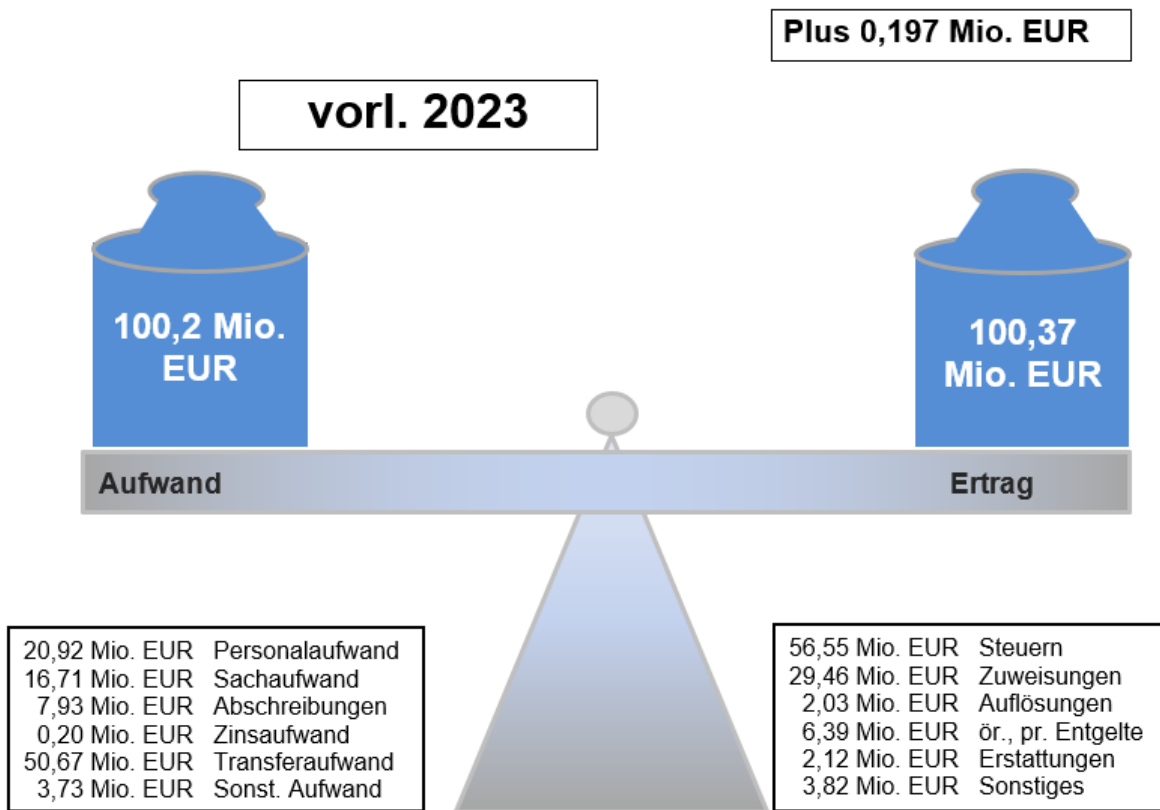 Plus 0,197 Mio. EUR
vorl. 2023
100,2 Mio.
EUR
100,37
Mio. EUR
Aufwand
Ertrag
20,92 Mio. EUR Personalaufwand
16,71 Mio. EUR Sachaufwand
7,93 Mio. EUR Abschreibungen
0,20 Mio. EUR Zinsaufwand
50,67 Mio. EUR Transferaufwand
3,73 Mio. EUR Sonst. Aufwand
56,55 Mio. EUR Steuern
29,46 Mio. EUR Zuweisungen
2,03 Mio. EUR Auflösungen
6,39 Mio. EUR ör., pr. Entgelte
2,12 Mio. EUR Erstattungen
3,82 Mio. EUR Sonstiges